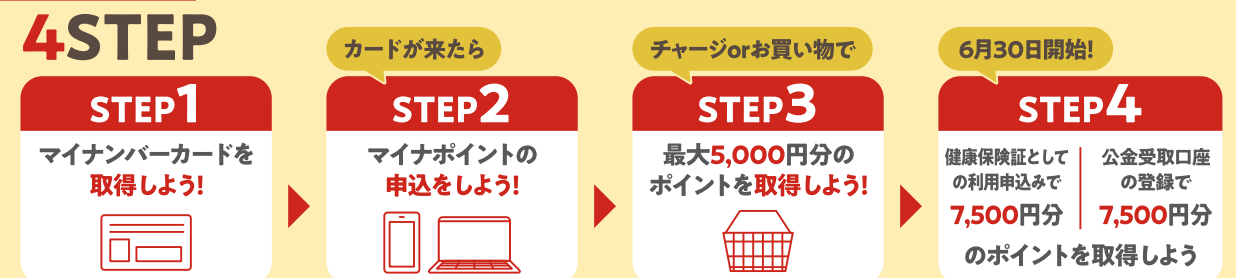 4STEP
STEP1
マイナンバーカードを
取得しよう!
カードが来たら
STEP2
マイナポイントの
申込をしよう!
チャージorお買い物で
STEP3
最大5,000円分の
ポイントを取得しよう!
6月30日開始!
STEP4
健康保険証として
の利用申込みで
7,500円分
公金受取口座
の登録で
7,500円分
のポイントを取得しよう